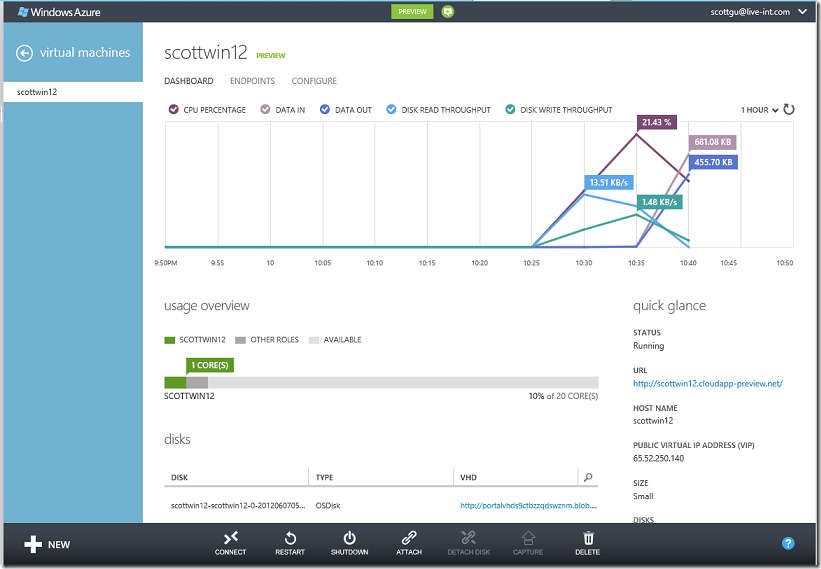 Windows Azure
PREVIEW
scottgu@live-int.com
virtual machines
scottwin12
scottwin12 PREVIEW
DASHBOARD ENDPOINTS CONFIGURE
CPU PERCENTAGE DATA IN DATA OUT DISK READ THROUGHPUT DISK WRITE THROUGHPUT 1 HOUR
21.43 %
681.08 KB
455.70 KB
13.51 KB/s
1.48 KB/s
9:50PM 9:55 10 10:05 10:10 10:15 10:20 10:25 10:30 10:35 10:40 10:45 10:50
usage overview
SCOTTWIN12 OTHER ROLES AVAILABLE
1 CORE(S)
SCOTTWIN12 10% of 20 CORE(S)
disks
DISK TYPE VHD
scottwin12-scottwin12-0-2012060705... OSDisk http://portalvhds9ctbzzqdswznm.blob....
quick glance
STATUS
Running
URL
http://scottwin12.cloudapp-preview.net/
HOST NAME
scottwin12
PUBLIC VIRTUAL IP ADDRESS (VIP)
65.52.250.140
SIZE
Small
DISKS
NEW
CONNECT RESTART SHUTDOWN ATTACH DETACH DISK CAPTURE DELETE
?